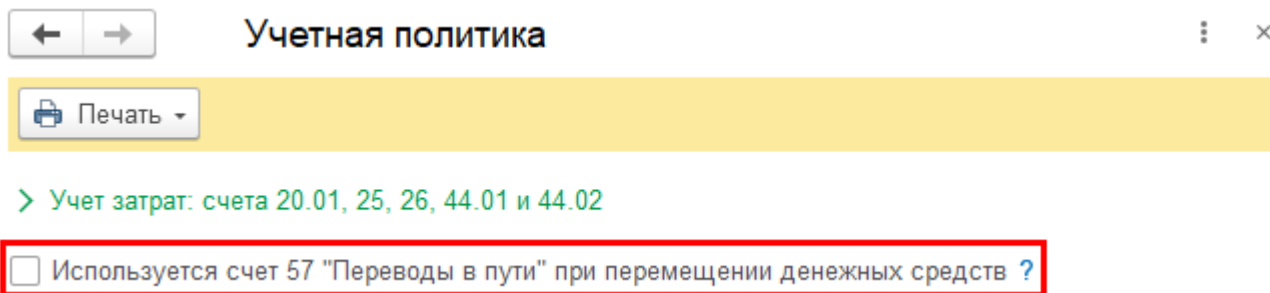 Учетная политика
Печать
Учет затрат: счета 20.01, 25, 26, 44.01 и 44.02
Используется счет 57 "Переводы в пути" при перемещении денежных средств ?